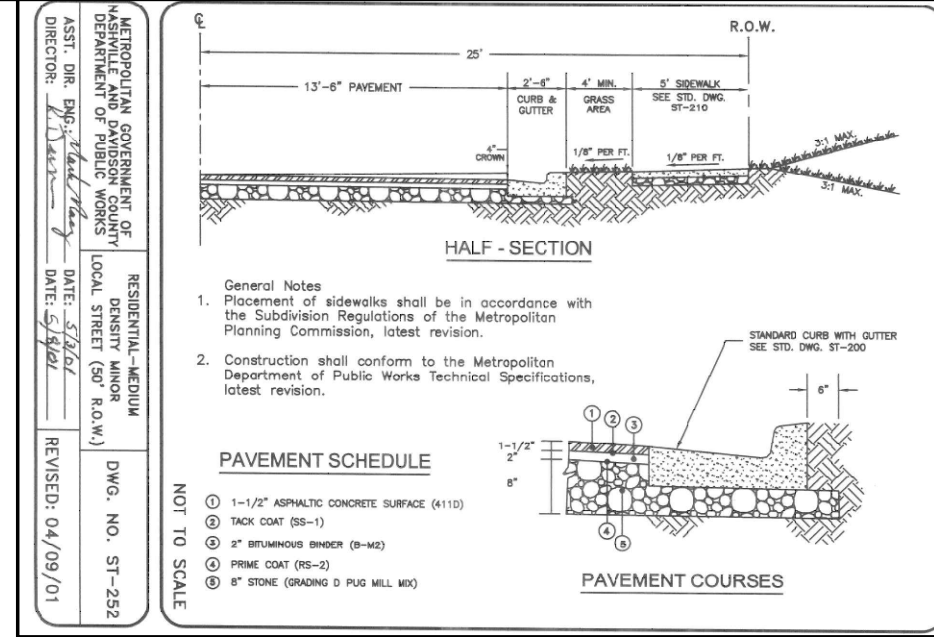 METROPOLITAN GOVERNMENT OF
NASHVILLE AND DAVIDSON COUNTY
DEPARTMENT OF PUBLIC WORKS
ASST. DIR. ENG.:
DATE: 5/3/01
DIRECTOR:
DATE:
RESIDENTIAL-MEDIUM
DENSITY MINOR
LOCAL STREET (50' R.O.W.)
DWG. NO. ST-252
REVISED: 04/09/01
℄
R.O.W.
25'
13'-6" PAVEMENT
2'-6"
CURB &
GUTTER
4' MIN.
GRASS
AREA
5' SIDEWALK
SEE STD. DWG.
ST-210
4"
CROWN
1/8" PER FT.
1/8" PER FT.
3:1 MAX.
3:1 MAX.
HALF - SECTION
General Notes
1. Placement of sidewalks shall be in accordance with
the Subdivision Regulations of the Metropolitan
Planning Commission, latest revision.
2. Construction shall conform to the Metropolitan
Department of Public Works Technical Specifications,
latest revision.
STANDARD CURB WITH GUTTER
SEE STD. DWG. ST-200
6"
1 2 3
1-1/2"
2"
8"
4 5
PAVEMENT COURSES
PAVEMENT SCHEDULE
1 1-1/2" ASPHALTIC CONCRETE SURFACE (411D)
2 TACK COAT (SS-1)
3 2" BITUMINOUS BINDER (B-M2)
4 PRIME COAT (RS-2)
5 8" STONE (GRADING D PUG MILL MIX)
NOT TO SCALE